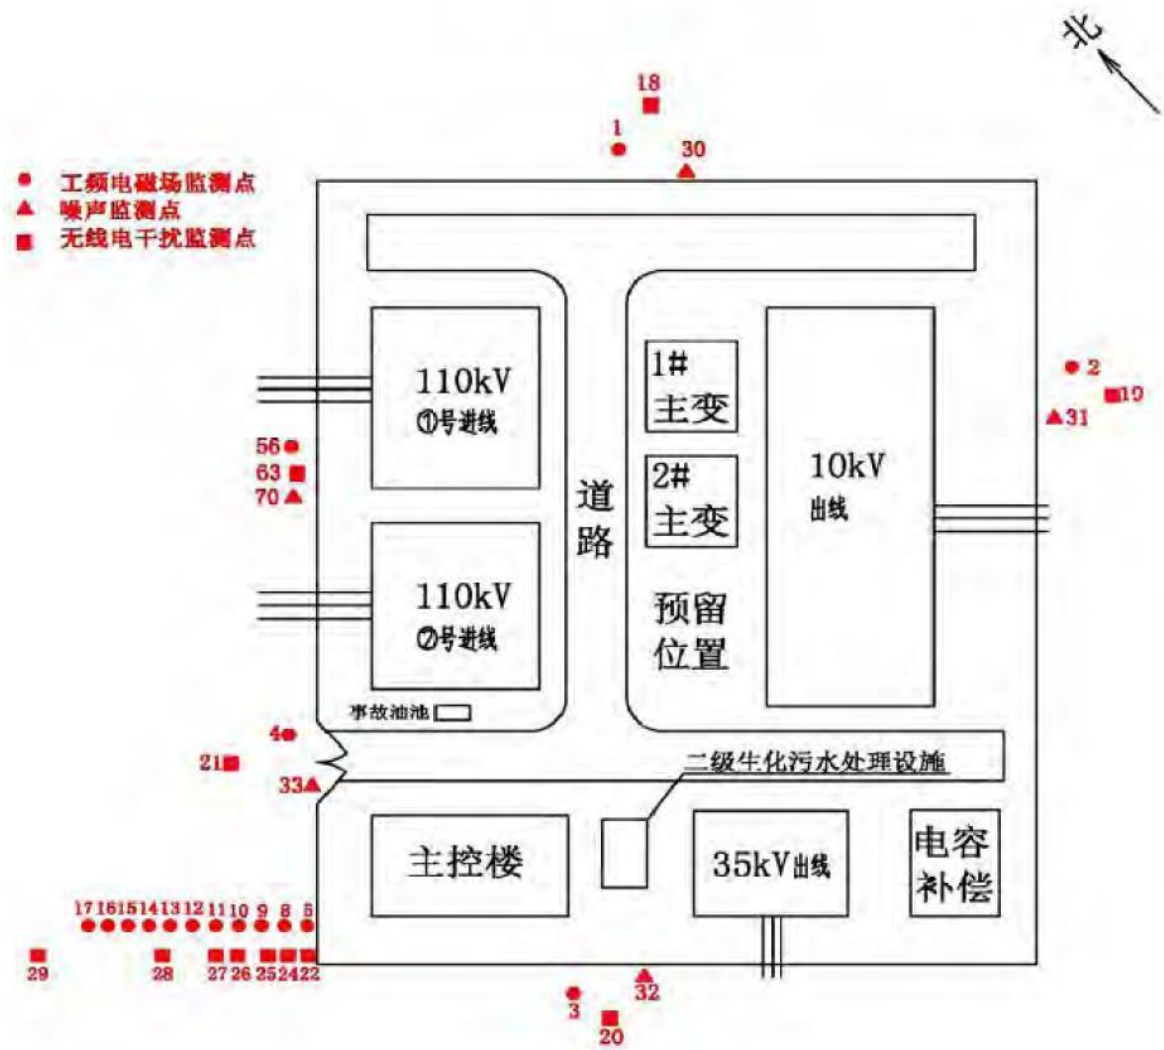 北
18
1
30
工频电磁场监测点
噪声监测点
无线电干扰监测点
110kV
①号进线
1#
主变
2
19
31
56
63
70
2#
主变
10kV
出线
道
路
110kV
②号进线
预留
位置
事故油池
4
21
33
二级生化污水处理设施
主控楼
35kV出线
电容
补偿
17 16 15 14 13 12 11 10 9 8 5
29 28 27 26 25 24 22
3
32
20